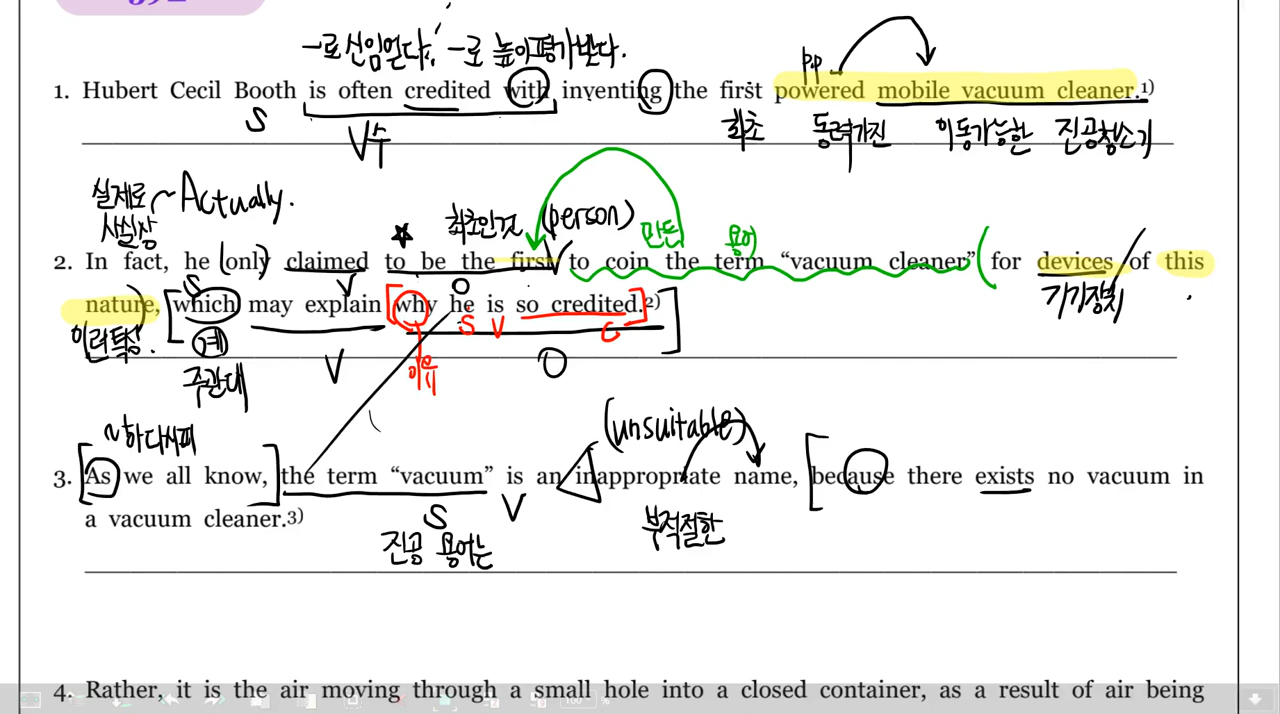 -로 신임얻다, -로 높이평가받다.
pp
1. Hubert Cecil Booth is often credited with inventing the first powered mobile vacuum cleaner.1)
S
V수
최초 동력가진 이동가능한 진공청소기
실제로 ~ Actually.
사실상
최초인것 (person) 만든 용어
2. In fact, he (only) claimed to be the first to coin the term “vacuum cleaner” (for devices of this
S V O 기기장치
nature), which may explain why he is so credited.2)
이런특성. 계 S V C
주관대 V 이유 O
~하다시피 (unsuitable)
3. As we all know, the term “vacuum” is an inappropriate name, because there exists no vacuum in
S V 부적절한
a vacuum cleaner.3)
진공 용어는
4. Rather, it is the air moving through a small hole into a closed container, as a result of air being